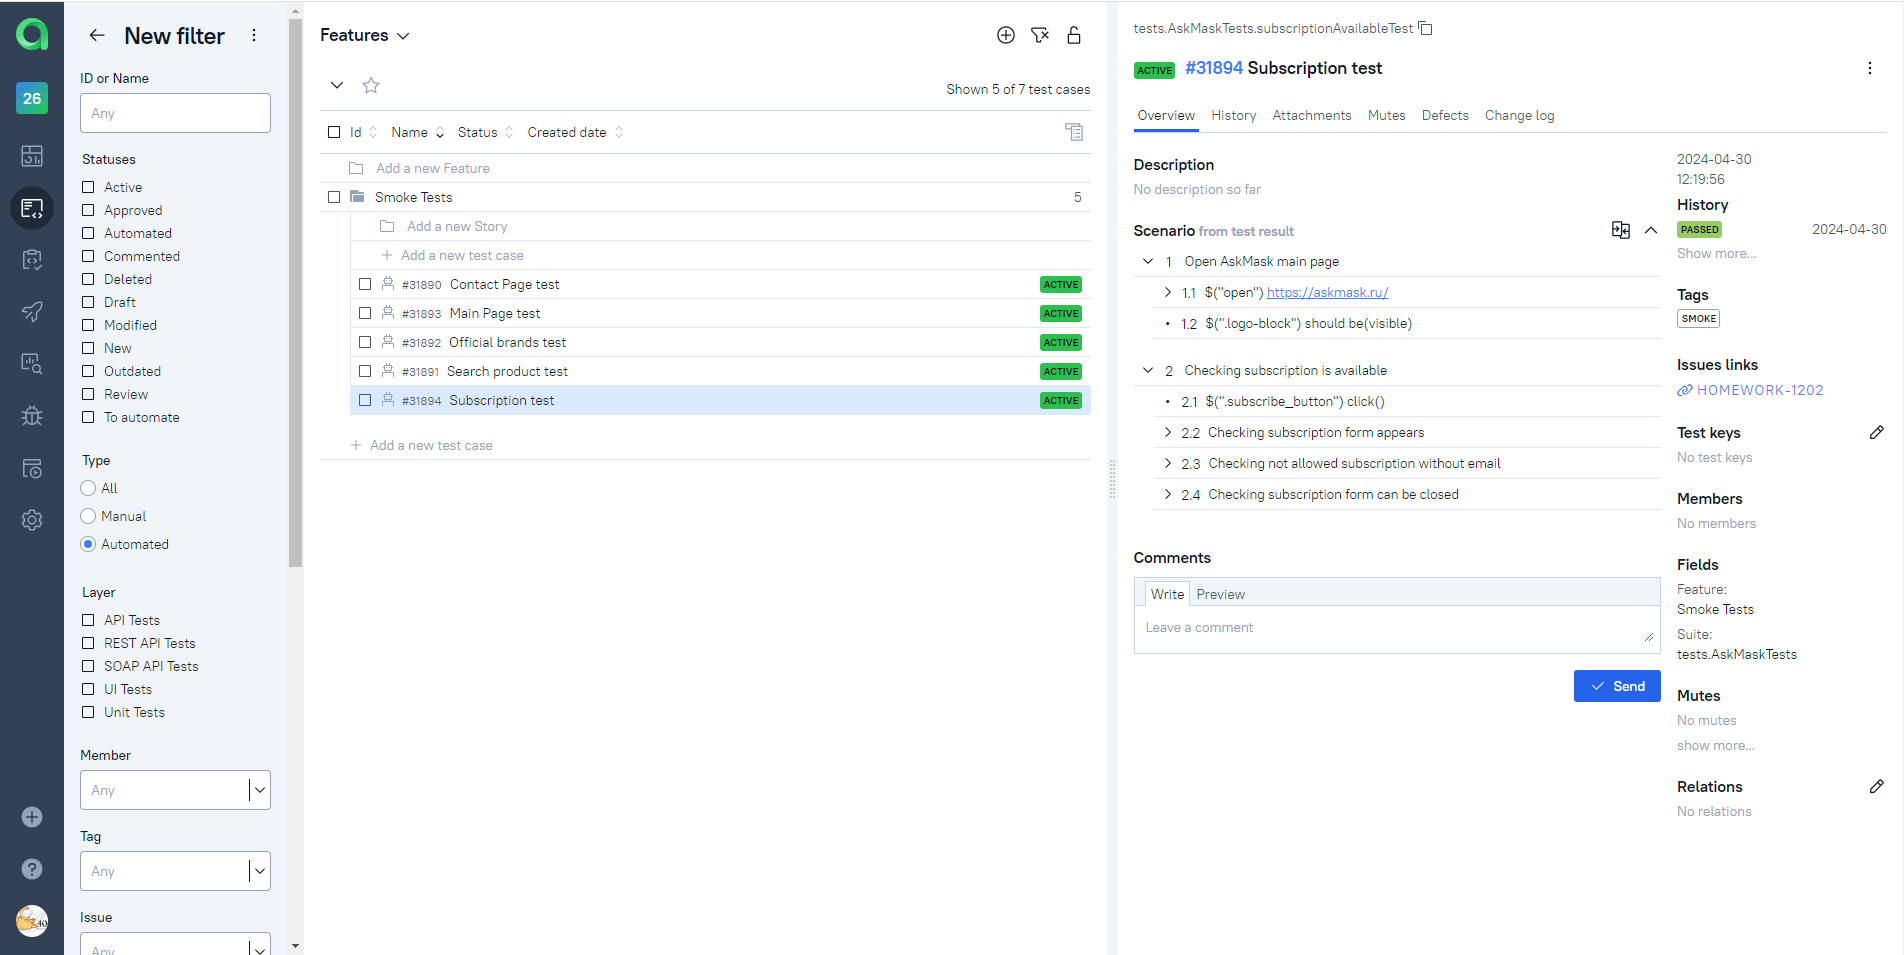 26
New filter
ID or Name
Any
Statuses
Active
Approved
Automated
Commented
Deleted
Draft
Modified
New
Outdated
Review
To automate
Type
All
Manual
Automated
Layer
API Tests
REST API Tests
SOAP API Tests
UI Tests
Unit Tests
Member
Any
Tag
Any
Issue
Any
Features
Shown 5 of 7 test cases
Id Name Status Created date
Add a new Feature
Smoke Tests 5
Add a new Story
Add a new test case
#31890 Contact Page test ACTIVE
#31893 Main Page test ACTIVE
#31892 Official brands test ACTIVE
#31891 Search product test ACTIVE
#31894 Subscription test ACTIVE
Add a new test case
tests.AskMaskTests.subscriptionAvailableTest
ACTIVE #31894 Subscription test
Overview History Attachments Mutes Defects Change log
Description
No description so far
Scenario from test result
1 Open AskMask main page
1.1 $("open") https://askmask.ru/
1.2 $(".logo-block") should be(visible)
2 Checking subscription is available
2.1 $(".subscribe_button") click()
2.2 Checking subscription form appears
2.3 Checking not allowed subscription without email
2.4 Checking subscription form can be closed
Comments
Write Preview
Leave a comment
Send
2024-04-30
12:19:56
History
PASSED 2024-04-30
Show more...
Tags
SMOKE
Issues links
HOMEWORK-1202
Test keys
No test keys
Members
No members
Fields
Feature:
Smoke Tests
Suite:
tests.AskMaskTests
Mutes
No mutes
show more...
Relations
No relations